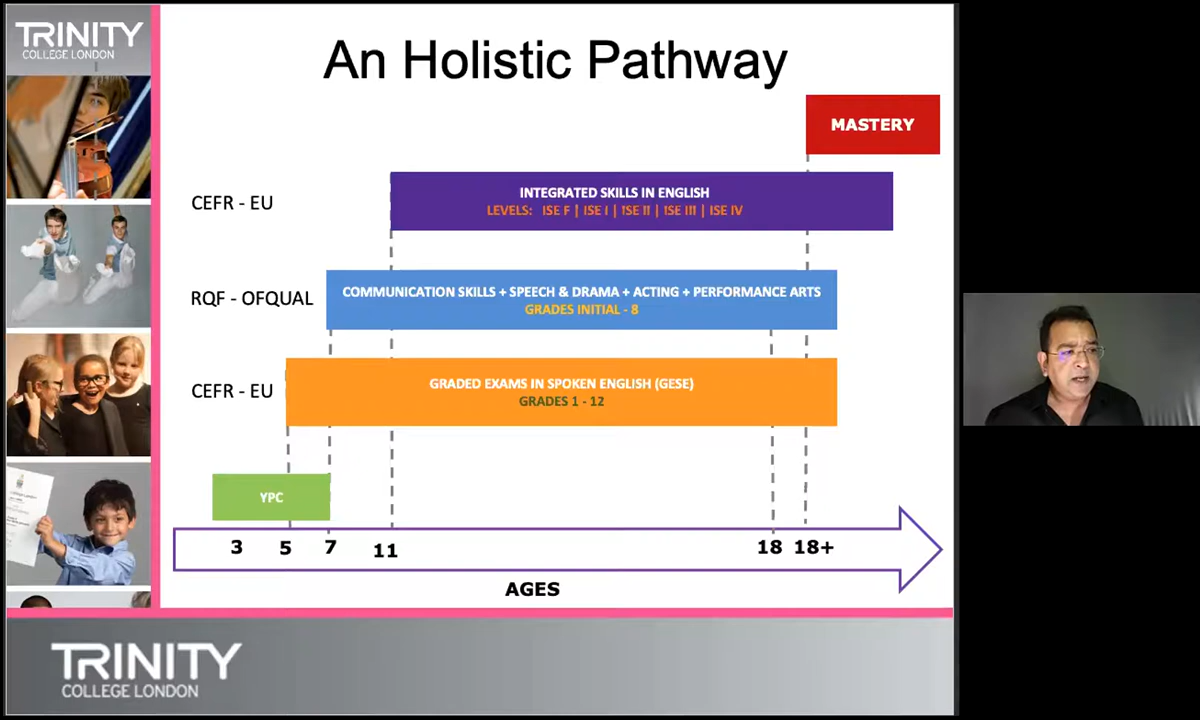 TRINITY
COLLEGE LONDON
An Holistic Pathway
MASTERY
CEFR - EU
INTEGRATED SKILLS IN ENGLISH
LEVELS: ISE F | ISE I | ISE II | ISE III | ISE IV
RQF - OFQUAL
COMMUNICATION SKILLS + SPEECH & DRAMA + ACTING + PERFORMANCE ARTS
GRADES INITIAL - 8
CEFR - EU
GRADED EXAMS IN SPOKEN ENGLISH (GESE)
GRADES 1 - 12
YPC
3 5 7 11 18 18+
AGES
TRINITY
COLLEGE LONDON